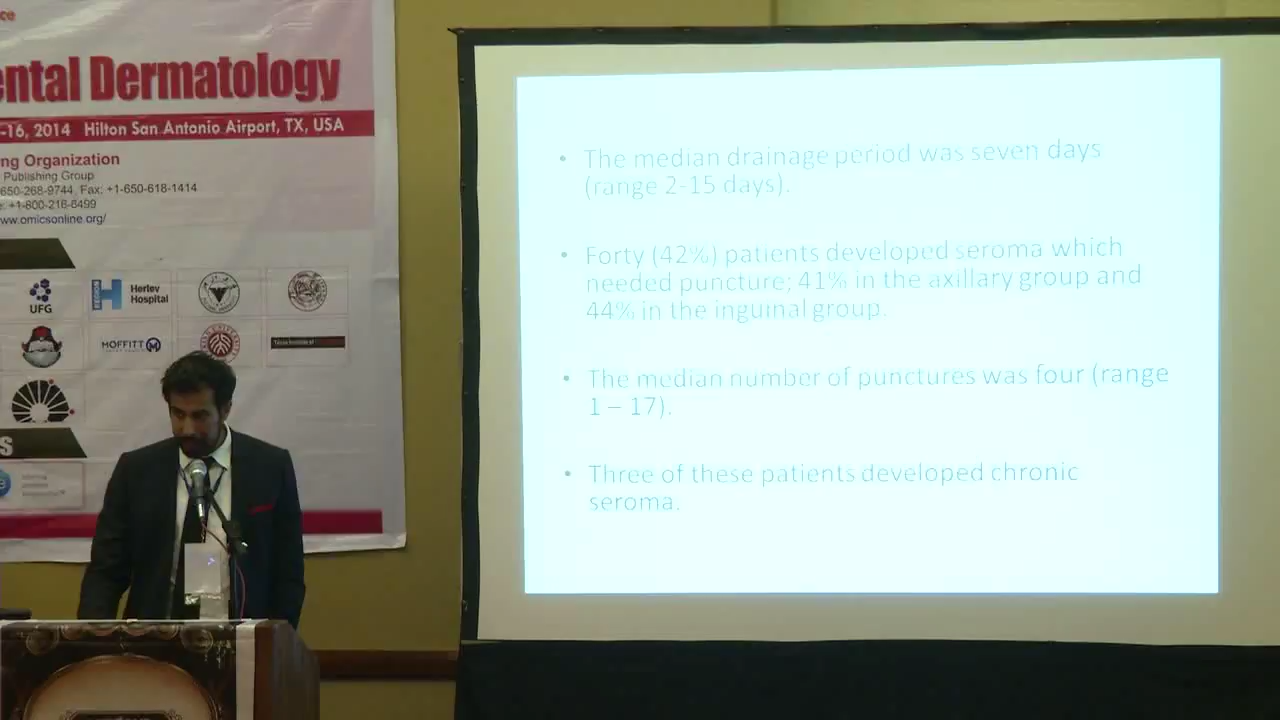 ce
ental Dermatology
-16, 2014 Hilton San Antonio Airport, TX, USA
ng Organization
Publishing Group
650-268-9744, Fax: +1-650-618-1414
e: +1-800-216-6499
ww.omicsonline.org/
UFG
REGION
Herlev
Hospital
MOFFITT
S
• The median drainage period was seven days
(range 2-15 days).
• Forty (42%) patients developed seroma which
needed puncture; 41% in the axillary group and
44% in the inguinal group.
• The median number of punctures was four (range
1 – 17).
• Three of these patients developed chronic
seroma.